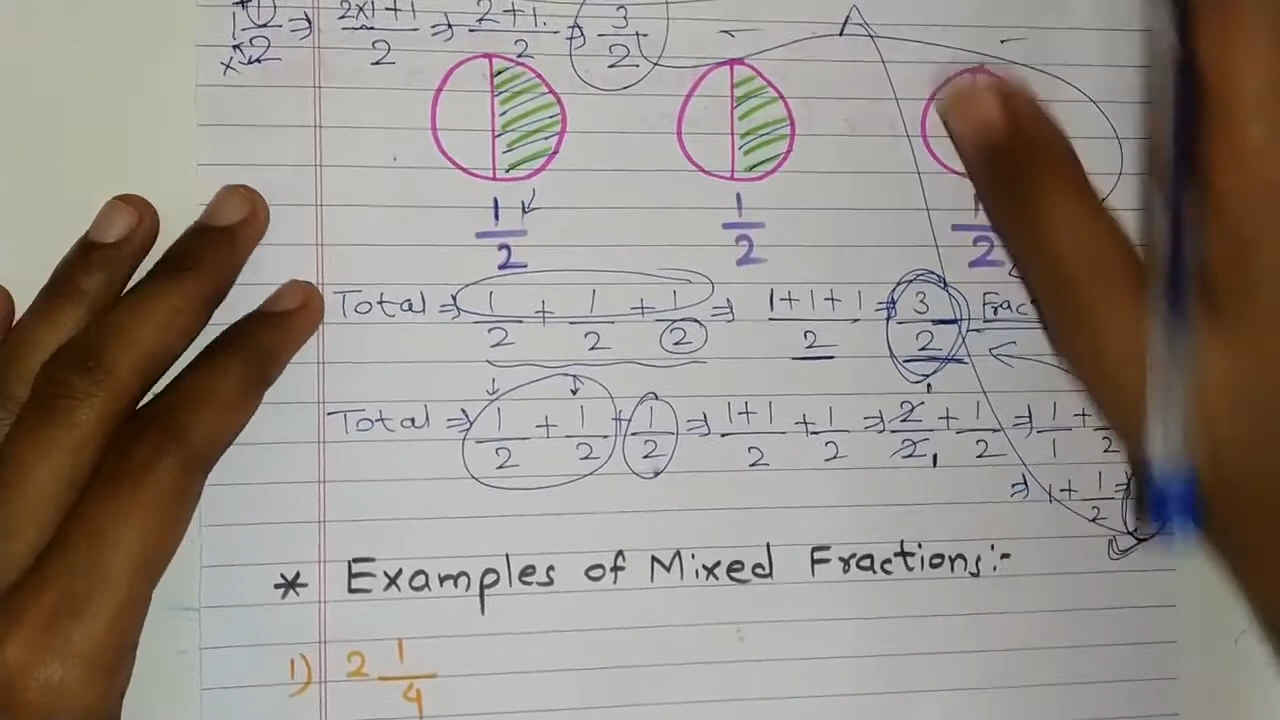 1 1/2 ⇒ 2×1+1/2 ⇒ 2+1/2 ⇒ 3/2
1/2 1/2 1/2
Total ⇒ 1/2 + 1/2 + 1/2 ⇒ 1+1+1/2 = 3/2
Total ⇒ 1/2 + 1/2 + 1/2 ⇒ 1+1/2 + 1/2 ⇒ 2/2 + 1/2 ⇒ 1/1 + 1/2
⇒ 1 + 1/2 ⇒
* Examples of Mixed Fractions:-
1) 2 1/4